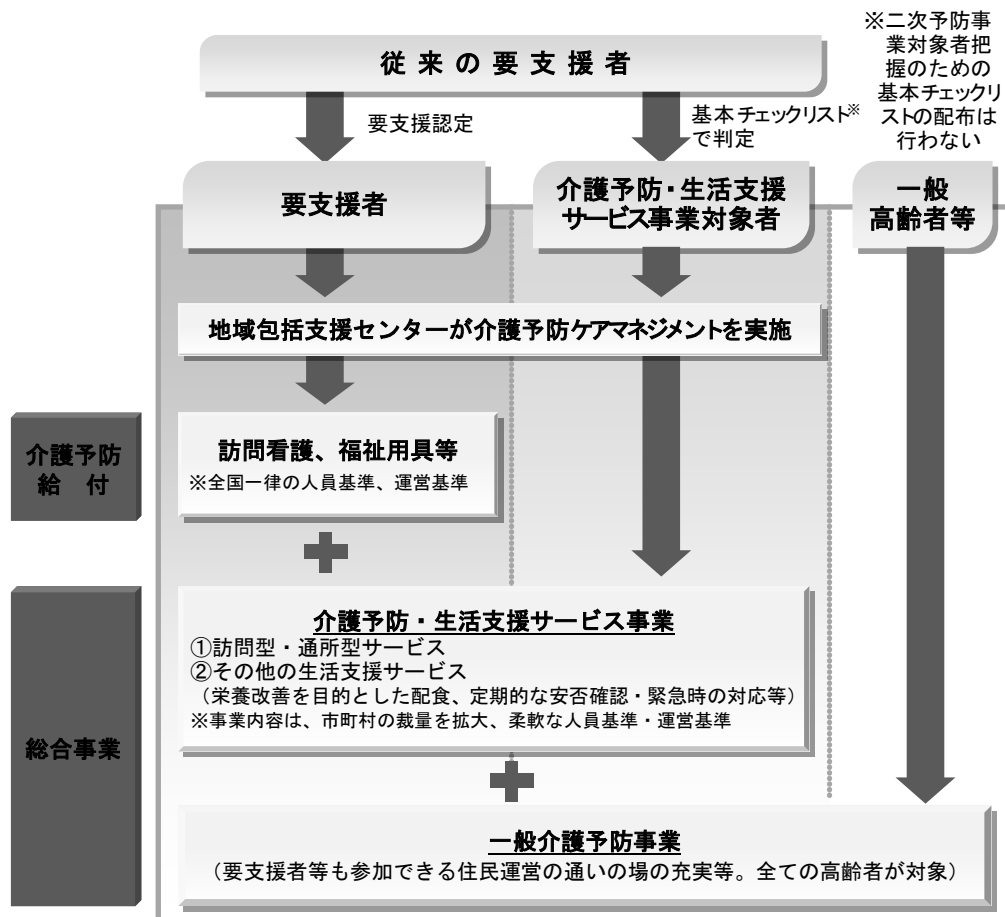 従来の要支援者
※二次予防事
業対象者把
握のための
基本チェックリ
ストの配布は
行わない
要支援認定
基本チェックリスト※
で判定
要支援者
介護予防・生活支援
サービス事業対象者
一般
高齢者等
地域包括支援センターが介護予防ケアマネジメントを実施
介護予防
給　付
訪問看護、福祉用具等
※全国一律の人員基準、運営基準
総合事業
介護予防・生活支援サービス事業
①訪問型・通所型サービス
②その他の生活支援サービス
（栄養改善を目的とした配食、定期的な安否確認・緊急時の対応等）
※事業内容は、市町村の裁量を拡大、柔軟な人員基準・運営基準
一般介護予防事業
（要支援者等も参加できる住民運営の通いの場の充実等。全ての高齢者が対象）